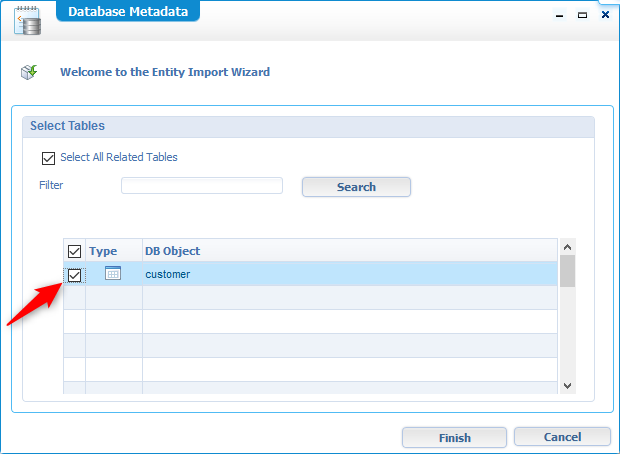 Database Metadata
Welcome to the Entity Import Wizard
Select Tables
Select All Related Tables
Filter
Search
Type DB Object
customer
Finish Cancel